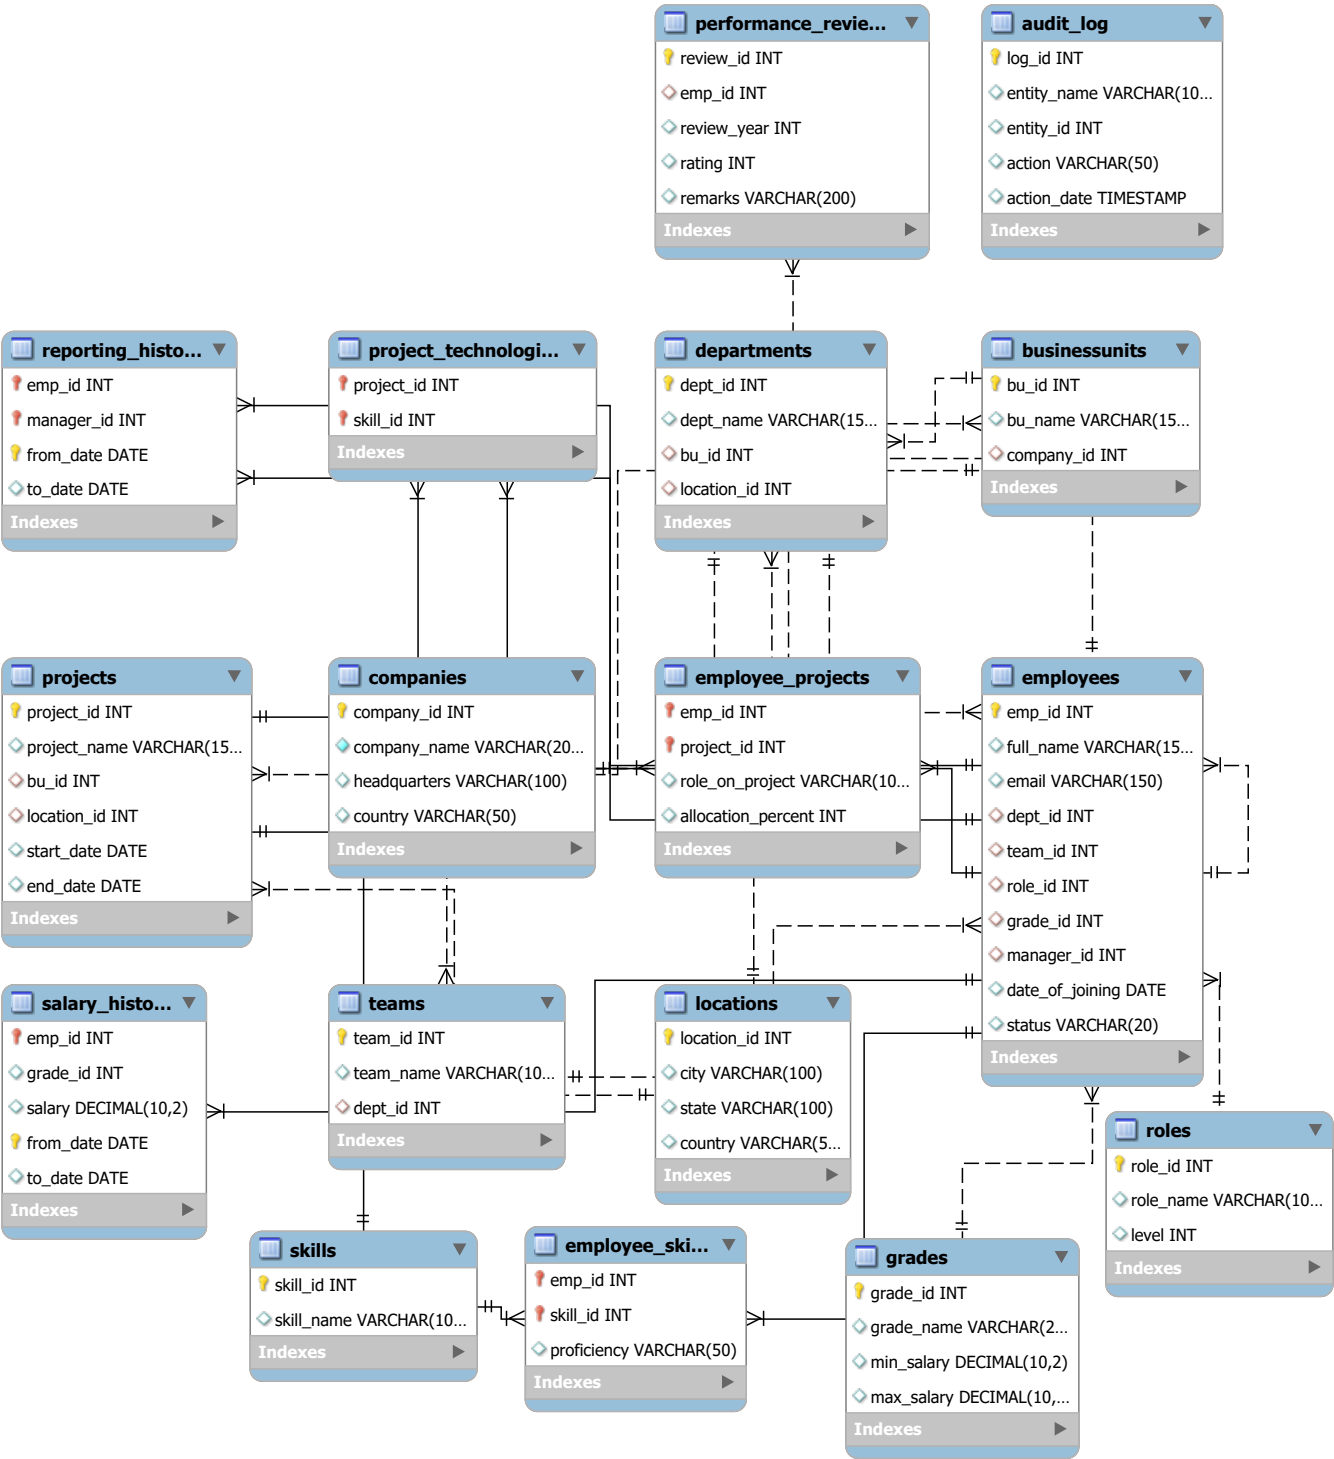 performance_revie...
review_id INT
emp_id INT
review_year INT
rating INT
remarks VARCHAR(200)
Indexes
audit_log
log_id INT
entity_name VARCHAR(10...
entity_id INT
action VARCHAR(50)
action_date TIMESTAMP
Indexes
reporting_histo...
emp_id INT
manager_id INT
from_date DATE
to_date DATE
Indexes
project_technologi...
project_id INT
skill_id INT
Indexes
departments
dept_id INT
dept_name VARCHAR(15...
bu_id INT
location_id INT
Indexes
businessunits
bu_id INT
bu_name VARCHAR(15...
company_id INT
Indexes
projects
project_id INT
project_name VARCHAR(15...
bu_id INT
location_id INT
start_date DATE
end_date DATE
Indexes
companies
company_id INT
company_name VARCHAR(20...
headquarters VARCHAR(100)
country VARCHAR(50)
Indexes
employee_projects
emp_id INT
project_id INT
role_on_project VARCHAR(10...
allocation_percent INT
Indexes
employees
emp_id INT
full_name VARCHAR(15...
email VARCHAR(150)
dept_id INT
team_id INT
role_id INT
grade_id INT
manager_id INT
date_of_joining DATE
status VARCHAR(20)
Indexes
salary_histo...
emp_id INT
grade_id INT
salary DECIMAL(10,2)
from_date DATE
to_date DATE
Indexes
teams
team_id INT
team_name VARCHAR(10...
dept_id INT
Indexes
locations
location_id INT
city VARCHAR(100)
state VARCHAR(100)
country VARCHAR(5...
Indexes
roles
role_id INT
role_name VARCHAR(10...
level INT
Indexes
skills
skill_id INT
skill_name VARCHAR(10...
Indexes
employee_ski...
emp_id INT
skill_id INT
proficiency VARCHAR(50)
Indexes
grades
grade_id INT
grade_name VARCHAR(2...
min_salary DECIMAL(10,2)
max_salary DECIMAL(10,...
Indexes